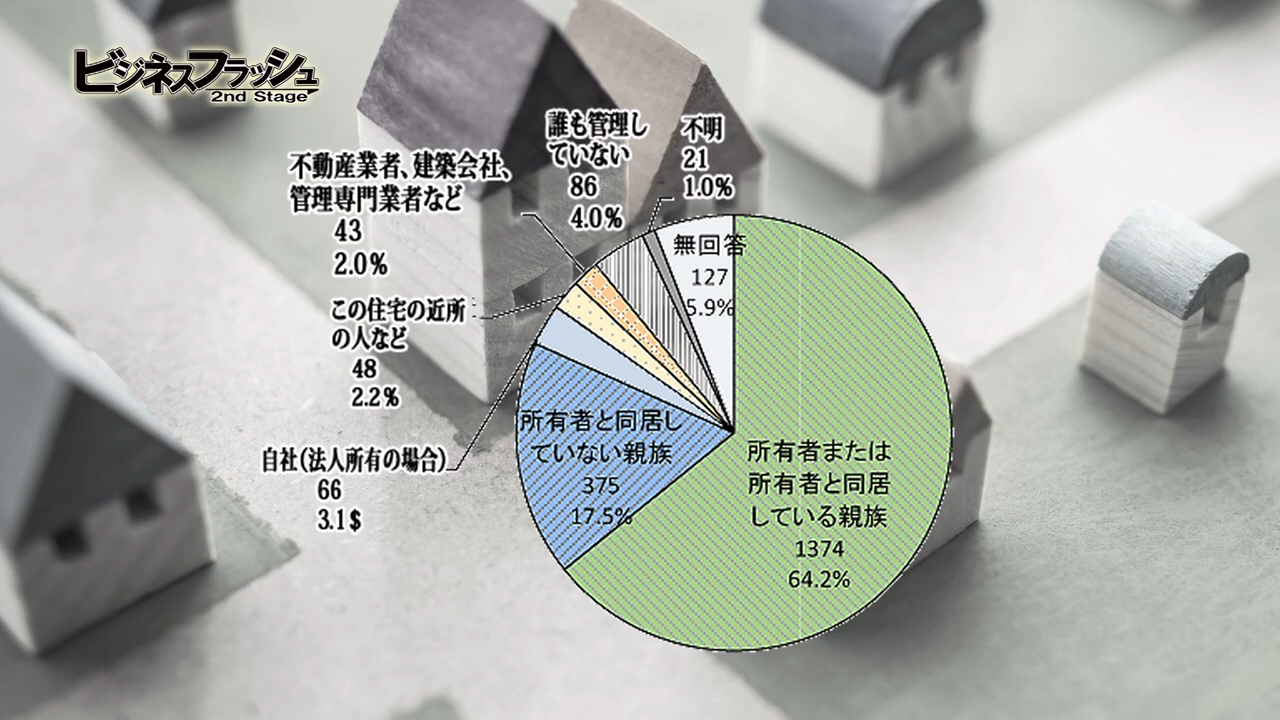 ビジネスフラッシュ
2nd Stage
誰も管理し
ていない
86
4.0%
不明
21
1.0%
不動産業者、建築会社、
管理専門業者など
43
2.0%
無回答
127
5.9%
この住宅の近所
の人など
48
2.2%
所有者と同居し
ていない親族
375
17.5%
自社(法人所有の場合)
66
3.1$
所有者または
所有者と同居
している親族
1374
64.2%